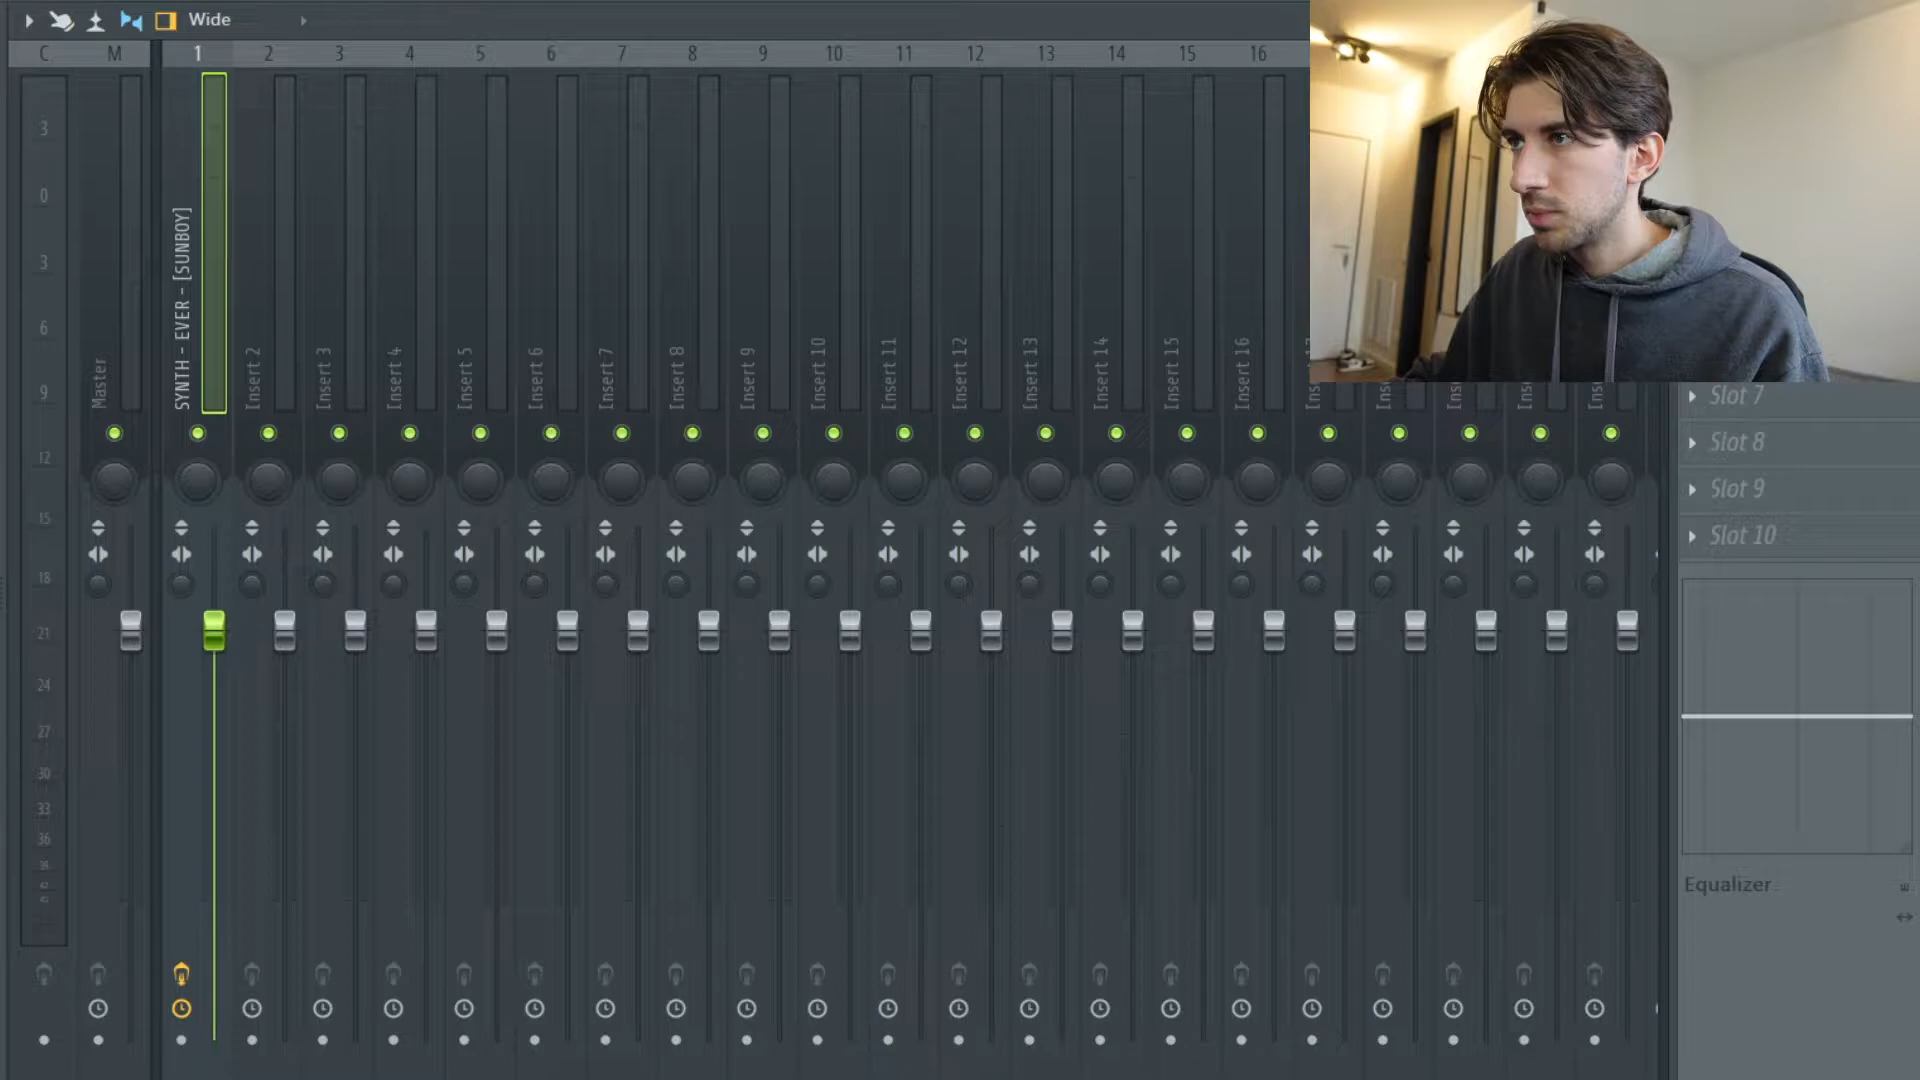 Wide
C M 1 2 3 4 5 6 7 8 9 10 11 12 13 14 15 16
3
0
3
6
9
12
15
18
21
24
27
30
33
36
Master
SYNTH - EVER - [SUNBOY]
Insert 2
Insert 3
Insert 4
Insert 5
Insert 6
Insert 7
Insert 8
Insert 9
Insert 10
Insert 11
Insert 12
Insert 13
Insert 14
Insert 15
Insert 16
Slot 7
Slot 8
Slot 9
Slot 10
Equalizer